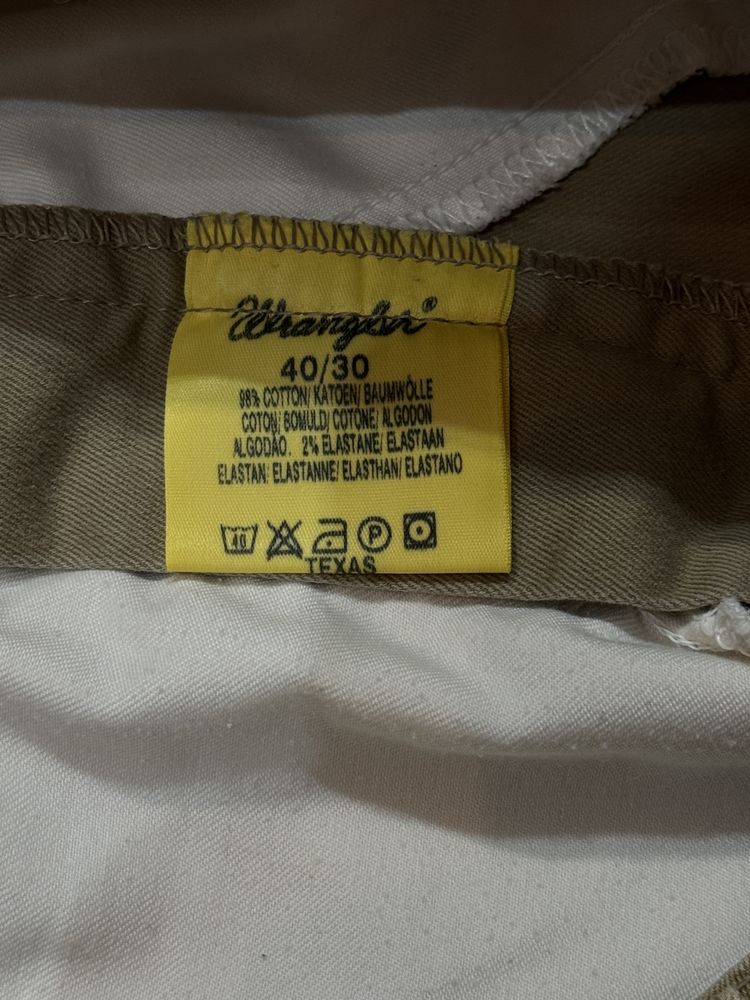 Wrangler®
40/30
98% COTTON/ KATOEN/ BAUMWÒLLE
COTON/ BOMULD/ COTONE/ ALGODON
ALGODÃO. 2% ELASTANE/ ELASTAAN
ELASTAN/ ELASTANNE/ ELASTHAN/ ELASTANO
40 P
TEXAS